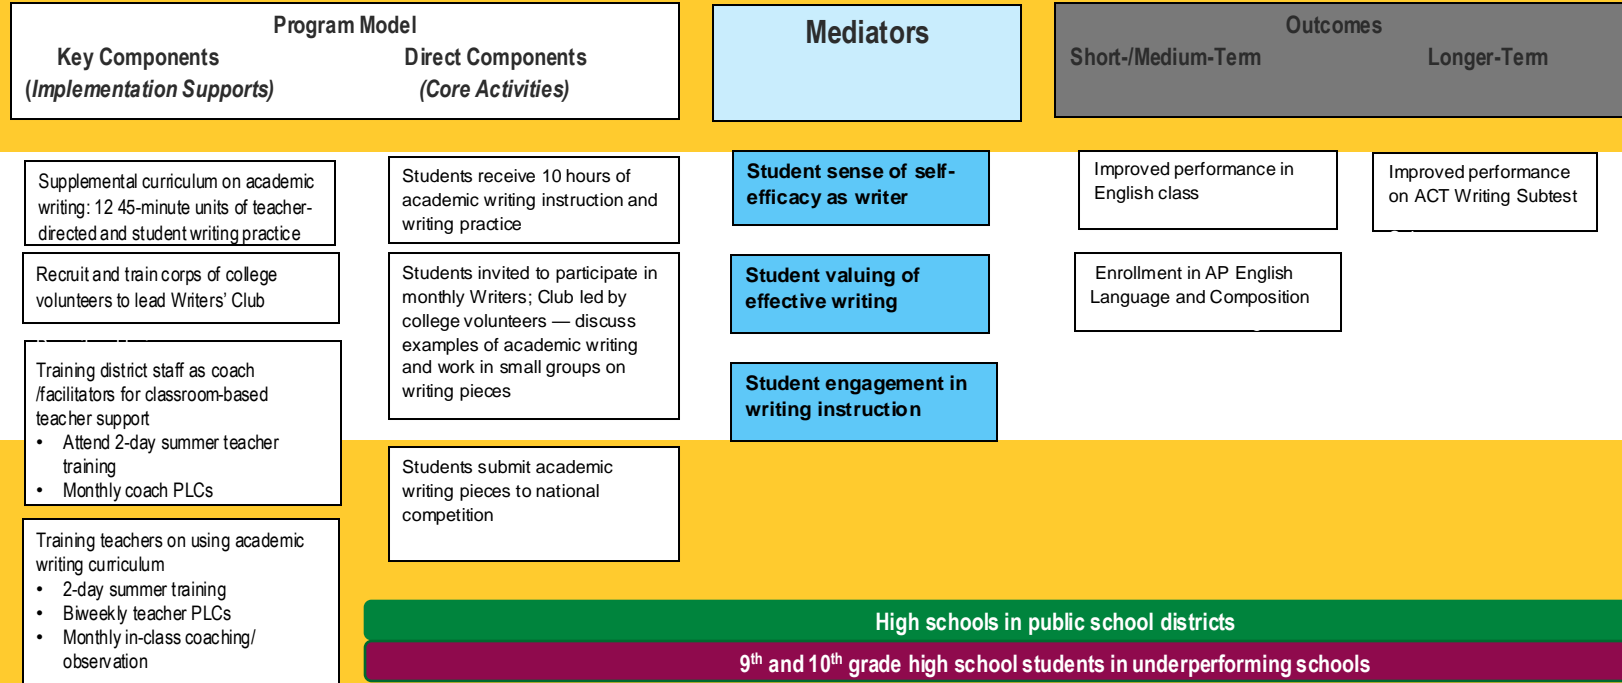 Program Model
Key Components
(Implementation Supports)
Direct Components
(Core Activities)
Mediators
Outcomes
Short-/Medium-Term
Longer-Term
Supplemental curriculum on academic
writing: 12 45-minute units of teacher-
directed and student writing practice
Recruit and train corps of college
volunteers to lead Writers’ Club
Training district staff as coach
/facilitators for classroom-based
teacher support
• Attend 2-day summer teacher
training
• Monthly coach PLCs
Training teachers on using academic
writing curriculum
• 2-day summer training
• Biweekly teacher PLCs
• Monthly in-class coaching/
observation
Students receive 10 hours of
academic writing instruction and
writing practice
Students invited to participate in
monthly Writers; Club led by
college volunteers — discuss
examples of academic writing
and work in small groups on
writing pieces
Students submit academic
writing pieces to national
competition
Student sense of self-
efficacy as writer
Student valuing of
effective writing
Student engagement in
writing instruction
Improved performance in
English class
Enrollment in AP English
Language and Composition
Improved performance
on ACT Writing Subtest
High schools in public school districts
9th and 10th grade high school students in underperforming schools